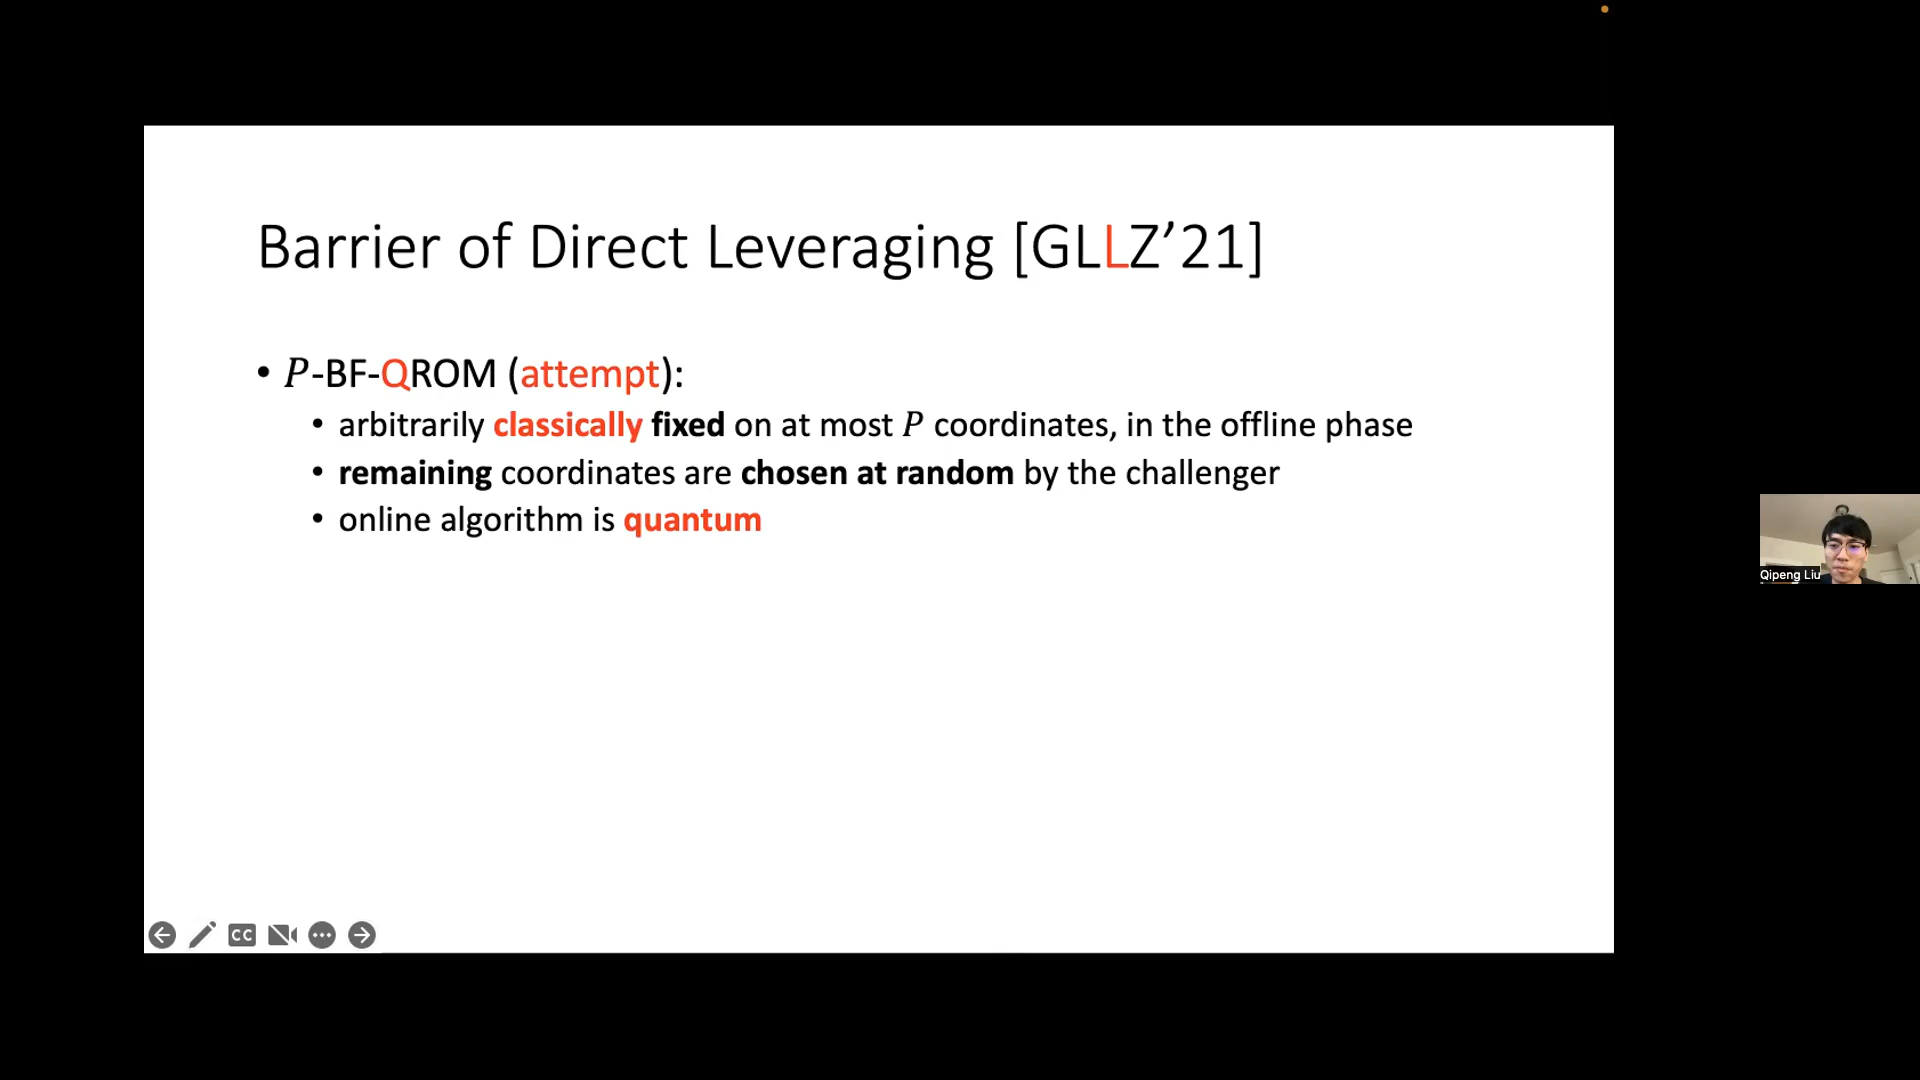 Barrier of Direct Leveraging [GLLZ’21]
• P-BF-QROM (attempt):
• arbitrarily classically fixed on at most P coordinates, in the offline phase
• remaining coordinates are chosen at random by the challenger
• online algorithm is quantum
Qipeng Liu
CC